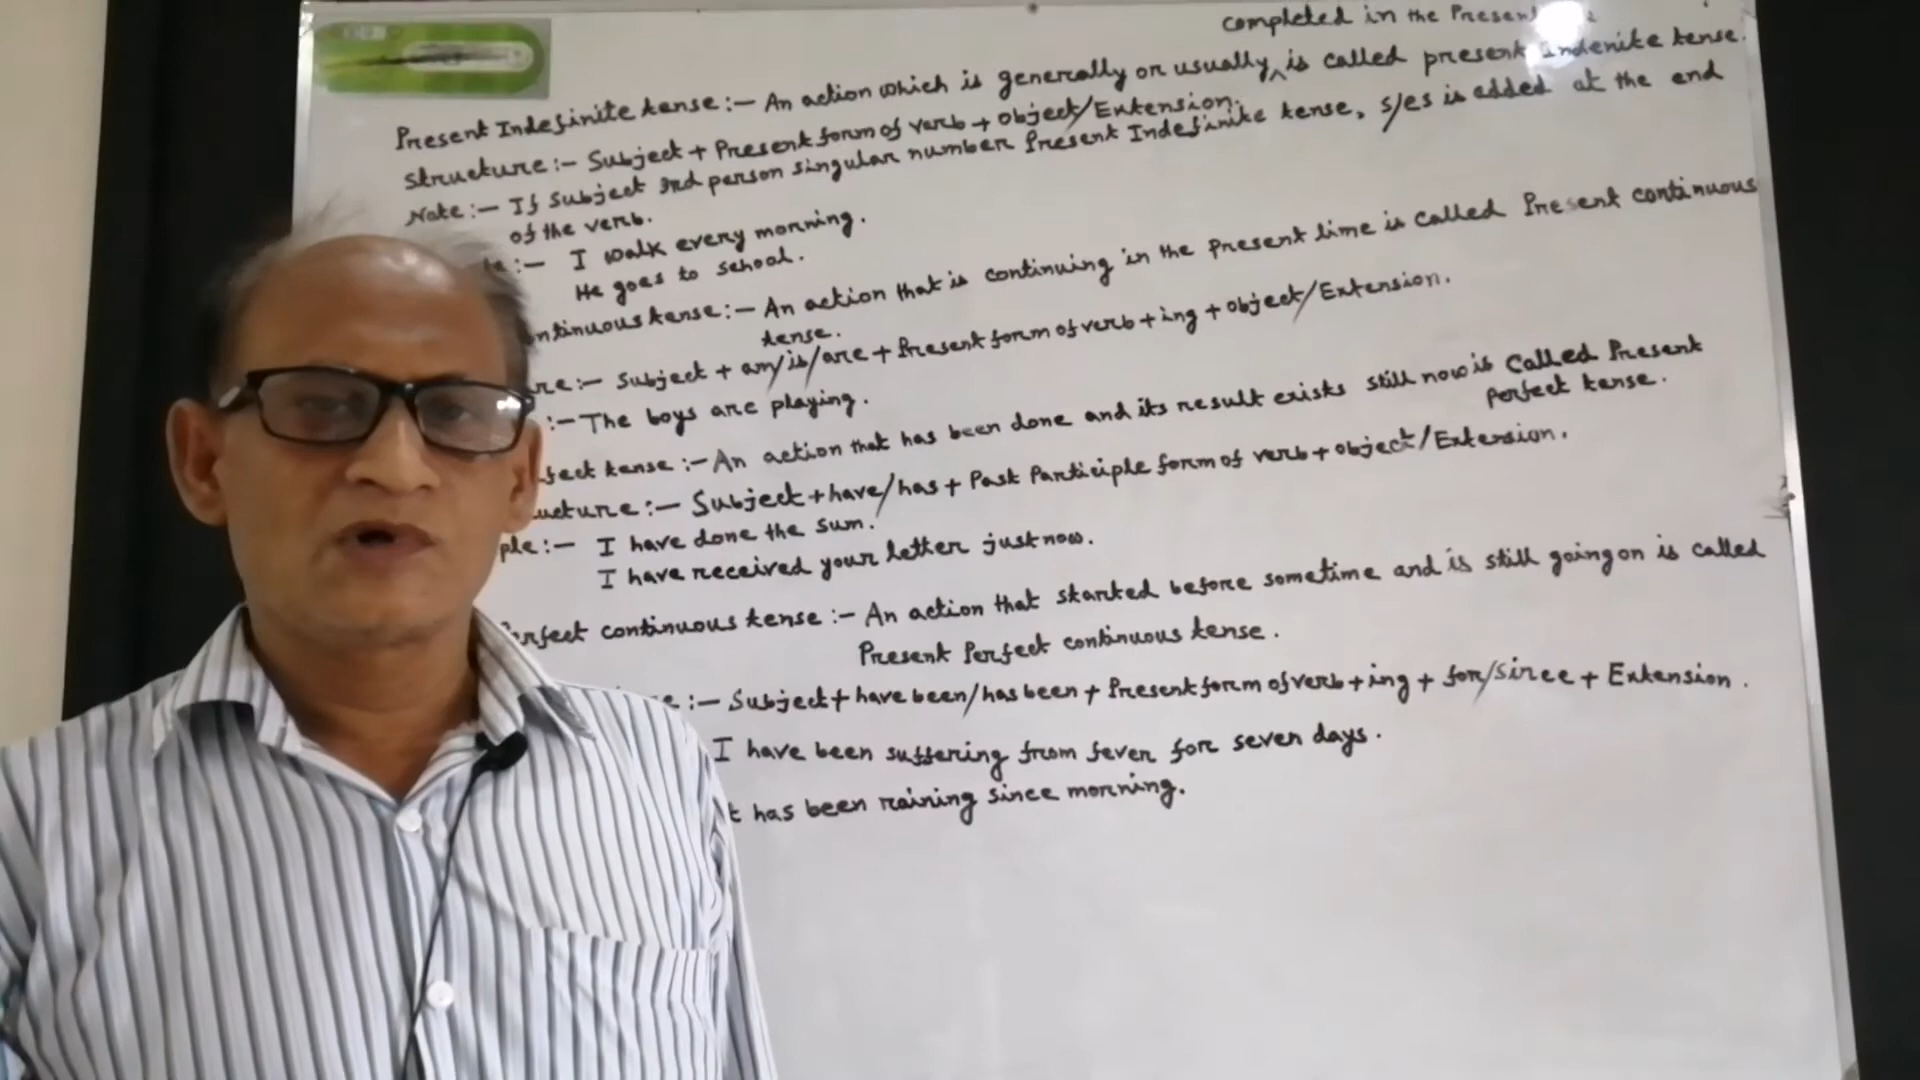 completed in the Present
Present Indefinite tense :— An action which is generally or usually ^ is called present Indenite tense.
Structure :— Subject + Present form of verb + object/Extension.
Note :— If Subject 3rd person singular number Present Indefinite tense, s/es is added at the end
of the verb.
:— I walk every morning.
He goes to school.
ntinuous tense :— An action that is continuing in the present time is called Present continuous
tense.
re :— Subject + am/is/are + Present form of verb + ing + object/Extension.
:— The boys are playing.
fect tense :— An action that has been done and its result exists still now is called Present
perfect tense.
ucture :— Subject + have/has + Past Participle form of verb + object/Extension.
ple :— I have done the sum.
I have received your letter just now.
erfect continuous tense :— An action that started before sometime and is still going on is called
Present Perfect continuous tense.
e :— Subject + have been/has been + Present form of verb + ing + for/since + Extension.
I have been suffering from fever for seven days.
t has been raining since morning.